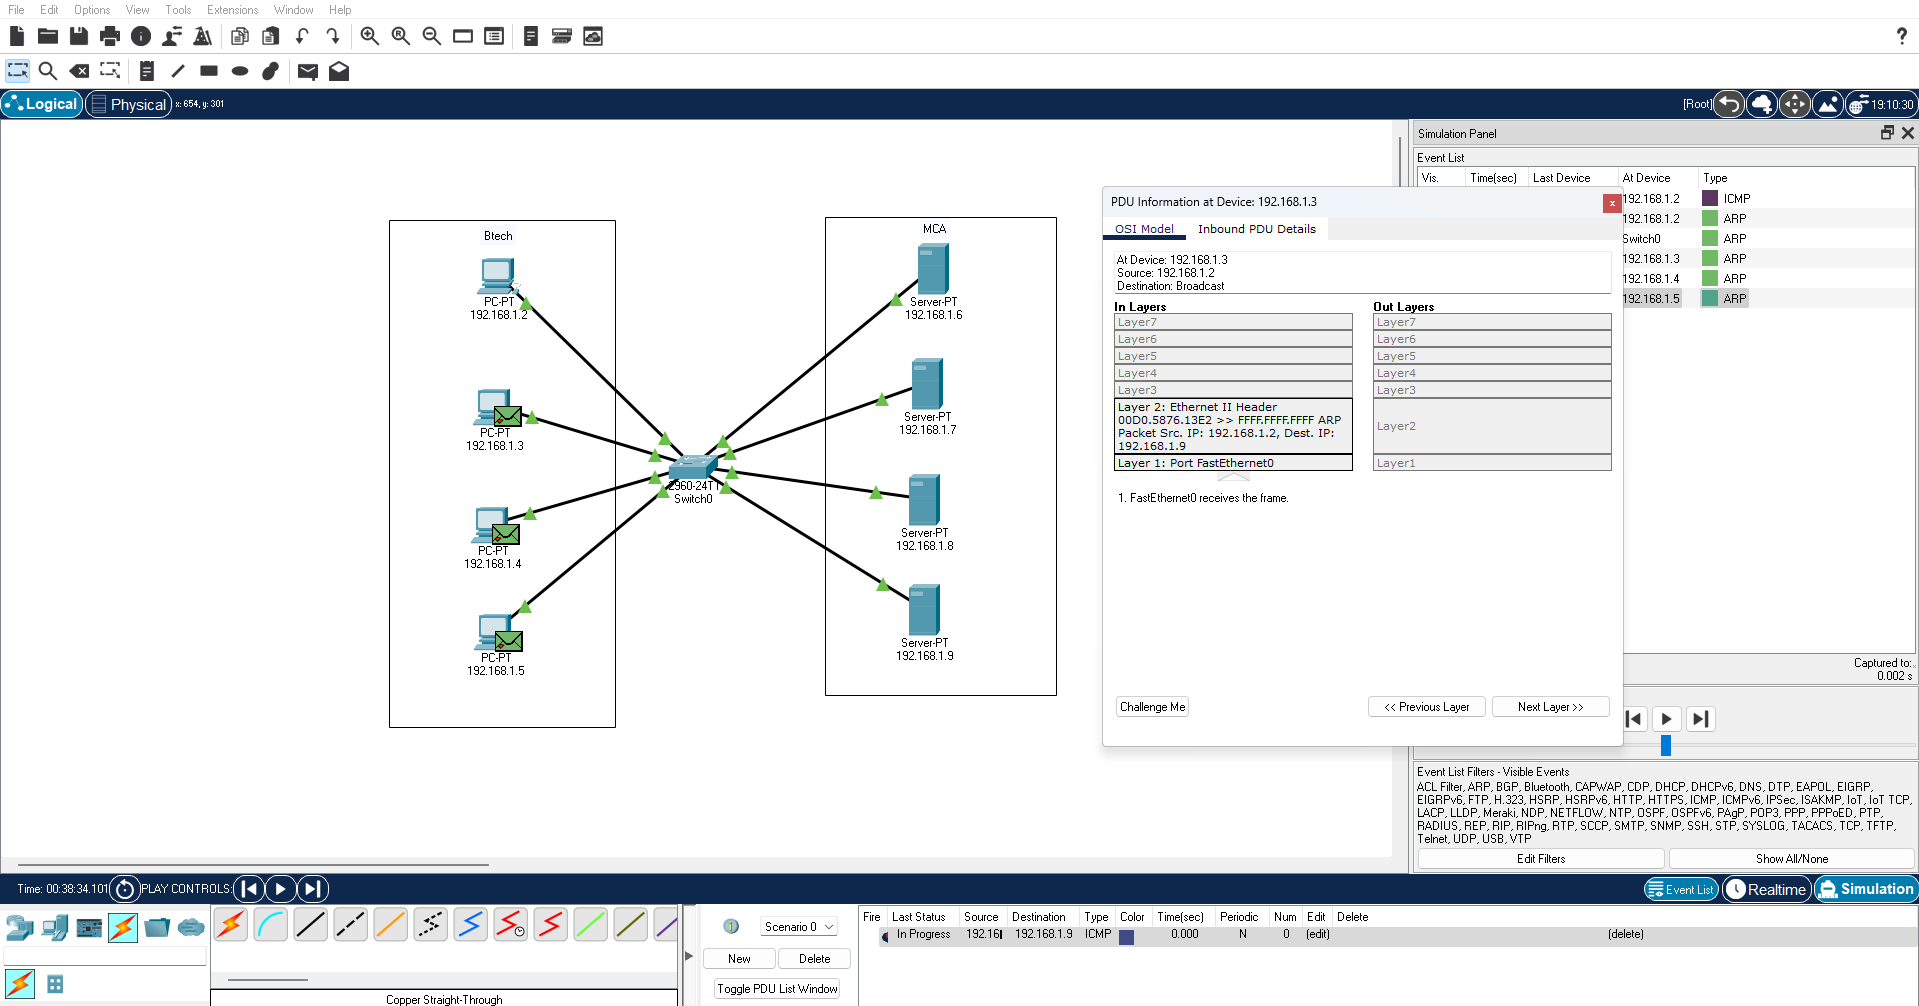 File Edit Options View Tools Extensions Window Help
?
Logical Physical x: 654, y: 301 [Root] 19:10:30
Simulation Panel
Event List
Vis. Time(sec) Last Device At Device Type
192.168.1.2 ICMP
192.168.1.2 ARP
Switch0 ARP
192.168.1.3 ARP
192.168.1.4 ARP
192.168.1.5 ARP
Btech
PC-PT
192.168.1.2
PC-PT
192.168.1.3
PC-PT
192.168.1.4
PC-PT
192.168.1.5
2960-24TT
Switch0
MCA
Server-PT
192.168.1.6
Server-PT
192.168.1.7
Server-PT
192.168.1.8
Server-PT
192.168.1.9
PDU Information at Device: 192.168.1.3 x
OSI Model Inbound PDU Details
At Device: 192.168.1.3
Source: 192.168.1.2
Destination: Broadcast
In Layers
Layer7
Layer6
Layer5
Layer4
Layer3
Layer 2: Ethernet II Header
00D0.5876.13E2 >> FFFF.FFFF.FFFF ARP
Packet Src. IP: 192.168.1.2, Dest. IP:
192.168.1.9
Layer 1: Port FastEthernet0
Out Layers
Layer7
Layer6
Layer5
Layer4
Layer3
Layer2
Layer1
1. FastEthernet0 receives the frame.
Challenge Me << Previous Layer Next Layer >>
Captured to:
0.002 s
Event List Filters - Visible Events
ACL Filter, ARP, BGP, Bluetooth, CAPWAP, CDP, DHCP, DHCPv6, DNS, DTP, EAPOL, EIGRP,
EIGRPv6, FTP, H.323, HSRP, HSRPv6, HTTP, HTTPS, ICMP, ICMPv6, IPSec, ISAKMP, IoT, IoT TCP,
LACP, LLDP, Meraki, NDP, NETFLOW, NTP, OSPF, OSPFv6, PAgP, POP3, PPP, PPPoED, PTP,
RADIUS, REP, RIP, RIPng, RTP, SCCP, SMTP, SNMP, SSH, STP, SYSLOG, TACACS, TCP, TFTP,
Telnet, UDP, USB, VTP
Edit Filters Show All/None
Time: 00:38:34.101 PLAY CONTROLS: Event List Realtime Simulation
Scenario 0
New Delete
Toggle PDU List Window
Fire Last Status Source Destination Type Color Time(sec) Periodic Num Edit Delete
In Progress 192.16 192.168.1.9 ICMP 0.000 N 0 (edit) (delete)
Copper Straight-Through